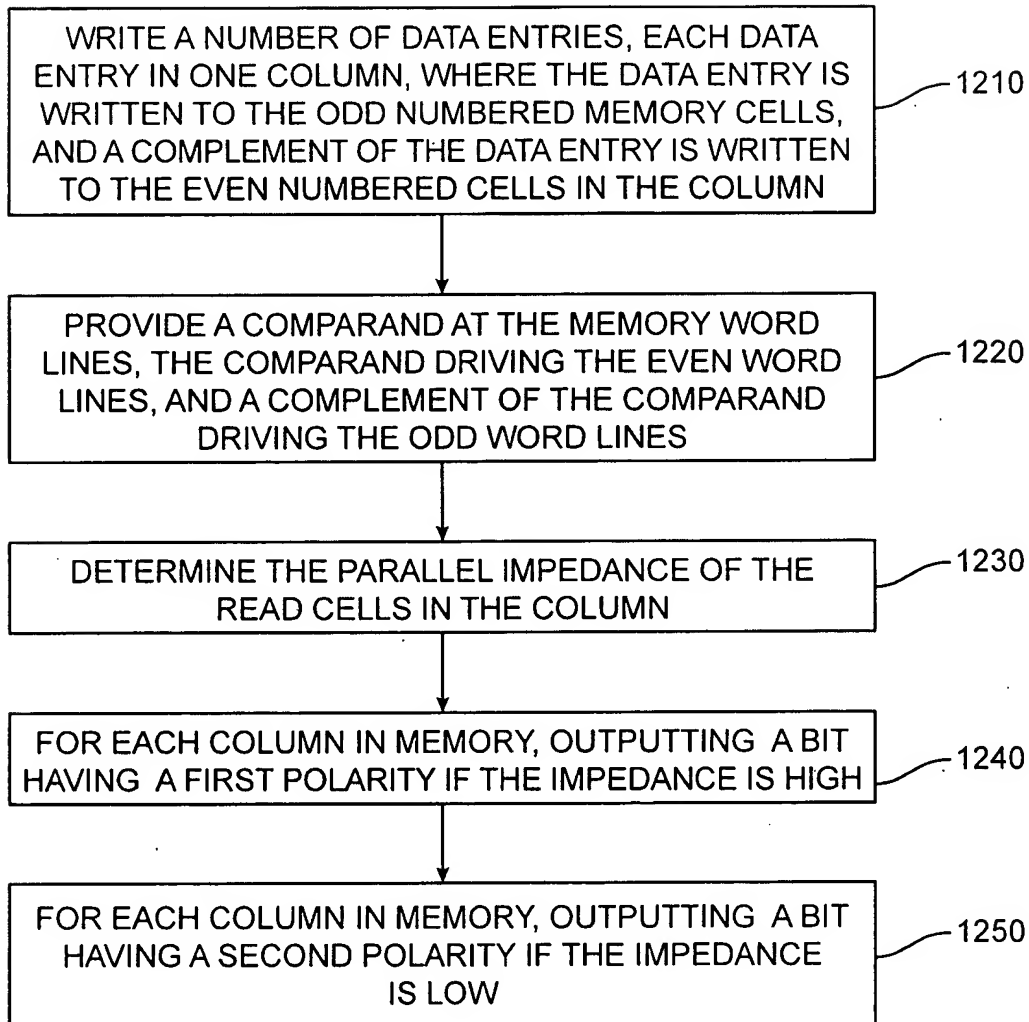 WRITE A NUMBER OF DATA ENTRIES, EACH DATA
ENTRY IN ONE COLUMN, WHERE THE DATA ENTRY IS
WRITTEN TO THE ODD NUMBERED MEMORY CELLS,
AND A COMPLEMENT OF THE DATA ENTRY IS WRITTEN
TO THE EVEN NUMBERED CELLS IN THE COLUMN
1210
PROVIDE A COMPARAND AT THE MEMORY WORD
LINES, THE COMPARAND DRIVING THE EVEN WORD
LINES, AND A COMPLEMENT OF THE COMPARAND
DRIVING THE ODD WORD LINES
1220
DETERMINE THE PARALLEL IMPEDANCE OF THE
READ CELLS IN THE COLUMN
1230
FOR EACH COLUMN IN MEMORY, OUTPUTTING A BIT
HAVING A FIRST POLARITY IF THE IMPEDANCE IS HIGH
1240
FOR EACH COLUMN IN MEMORY, OUTPUTTING A BIT
HAVING A SECOND POLARITY IF THE IMPEDANCE
IS LOW
1250